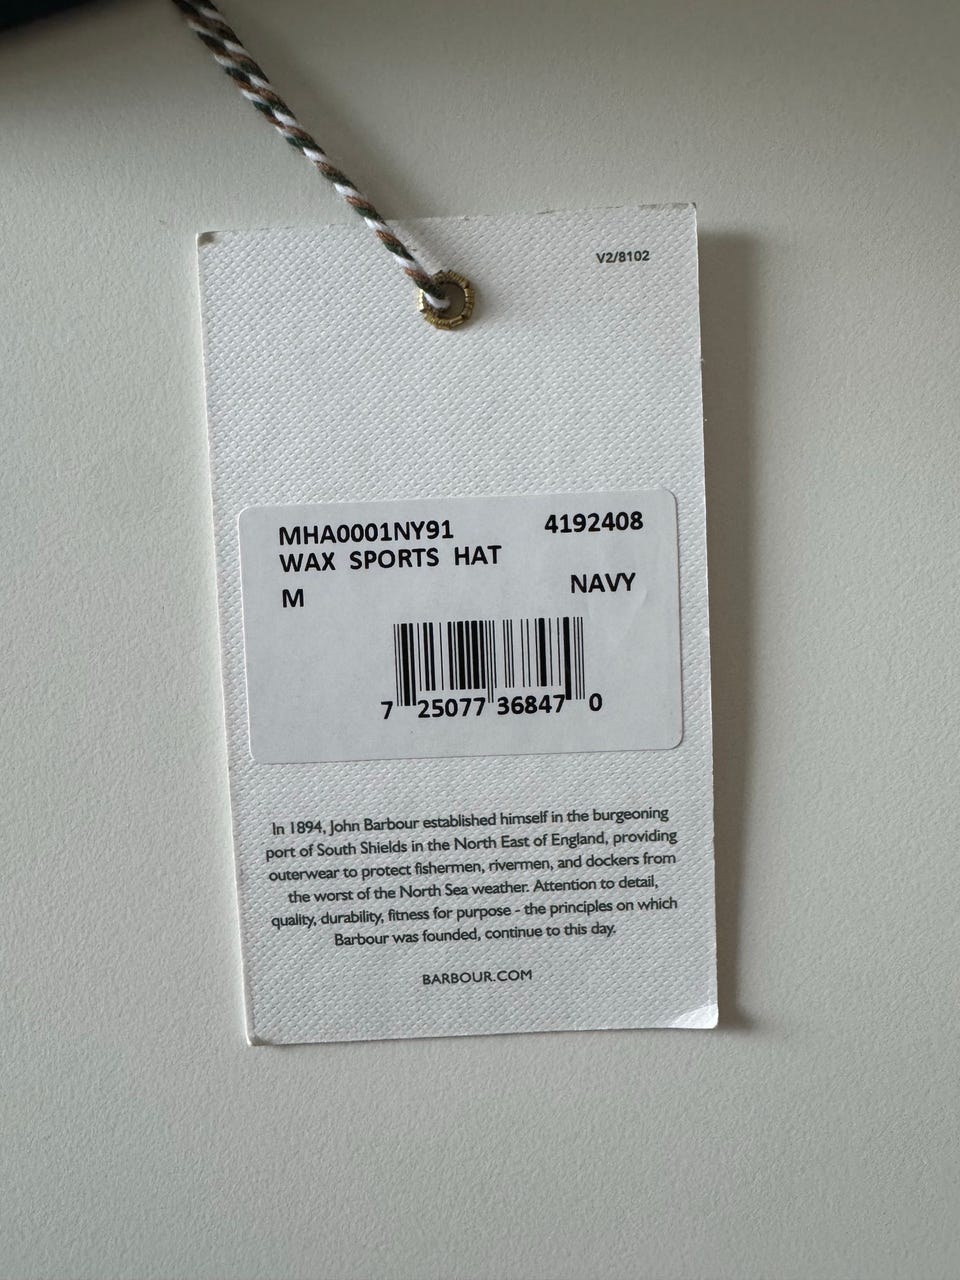 V2/8102
MHA0001NY91 4192408
WAX SPORTS HAT
M NAVY
7 25077 36847 0
In 1894, John Barbour established himself in the burgeoning
port of South Shields in the North East of England, providing
outerwear to protect fishermen, rivermen, and dockers from
the worst of the North Sea weather. Attention to detail,
quality, durability, fitness for purpose - the principles on which
Barbour was founded, continue to this day.
BARBOUR.COM